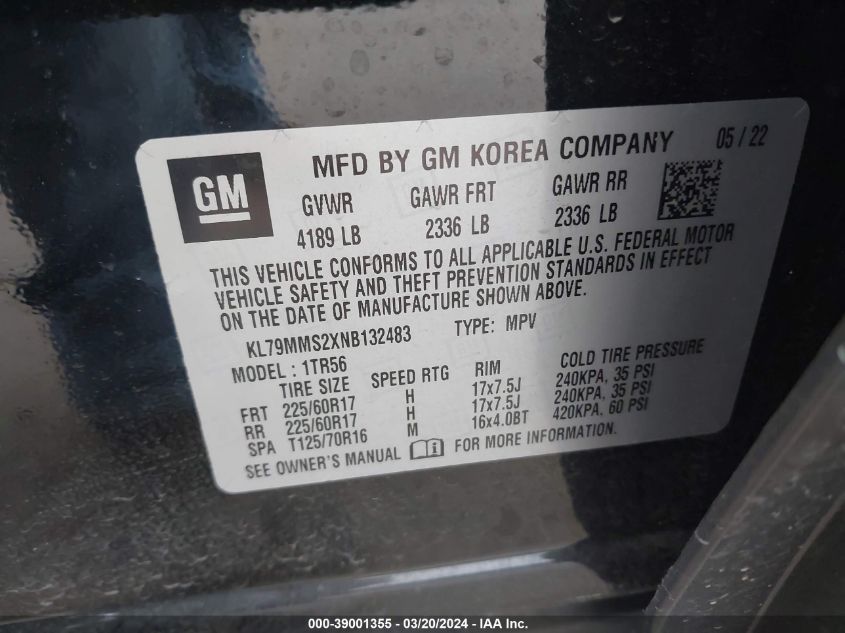 GM
MFD BY GM KOREA COMPANY 05 / 22
GVWR GAWR FRT GAWR RR
4189 LB 2336 LB 2336 LB
THIS VEHICLE CONFORMS TO ALL APPLICABLE U.S. FEDERAL MOTOR
VEHICLE SAFETY AND THEFT PREVENTION STANDARDS IN EFFECT
ON THE DATE OF MANUFACTURE SHOWN ABOVE.
KL79MMS2XNB132483 TYPE: MPV
MODEL : 1TR56
TIRE SIZE SPEED RTG RIM COLD TIRE PRESSURE
FRT 225/60R17 H 17x7.5J 240KPA, 35 PSI
RR 225/60R17 H 17x7.5J 240KPA, 35 PSI
SPA T125/70R16 M 16x4.0BT 420KPA, 60 PSI
SEE OWNER'S MANUAL i FOR MORE INFORMATION.
000-39001355 | 03/20/2024 - IAA Inc.